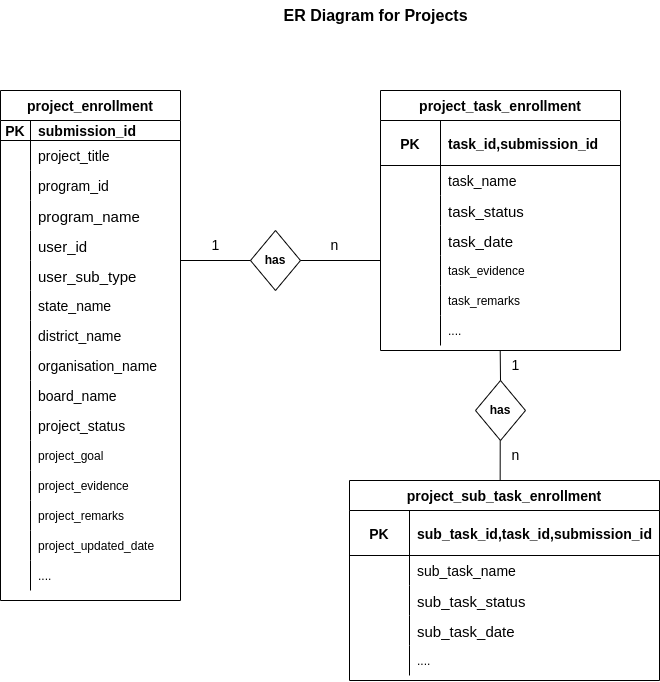 ER Diagram for Projects
project_enrollment
PK submission_id
project_title
program_id
program_name
user_id
user_sub_type
state_name
district_name
organisation_name
board_name
project_status
project_goal
project_evidence
project_remarks
project_updated_date
....
1
has
n
project_task_enrollment
PK task_id,submission_id
task_name
task_status
task_date
task_evidence
task_remarks
....
1
has
n
project_sub_task_enrollment
PK sub_task_id,task_id,submission_id
sub_task_name
sub_task_status
sub_task_date
....